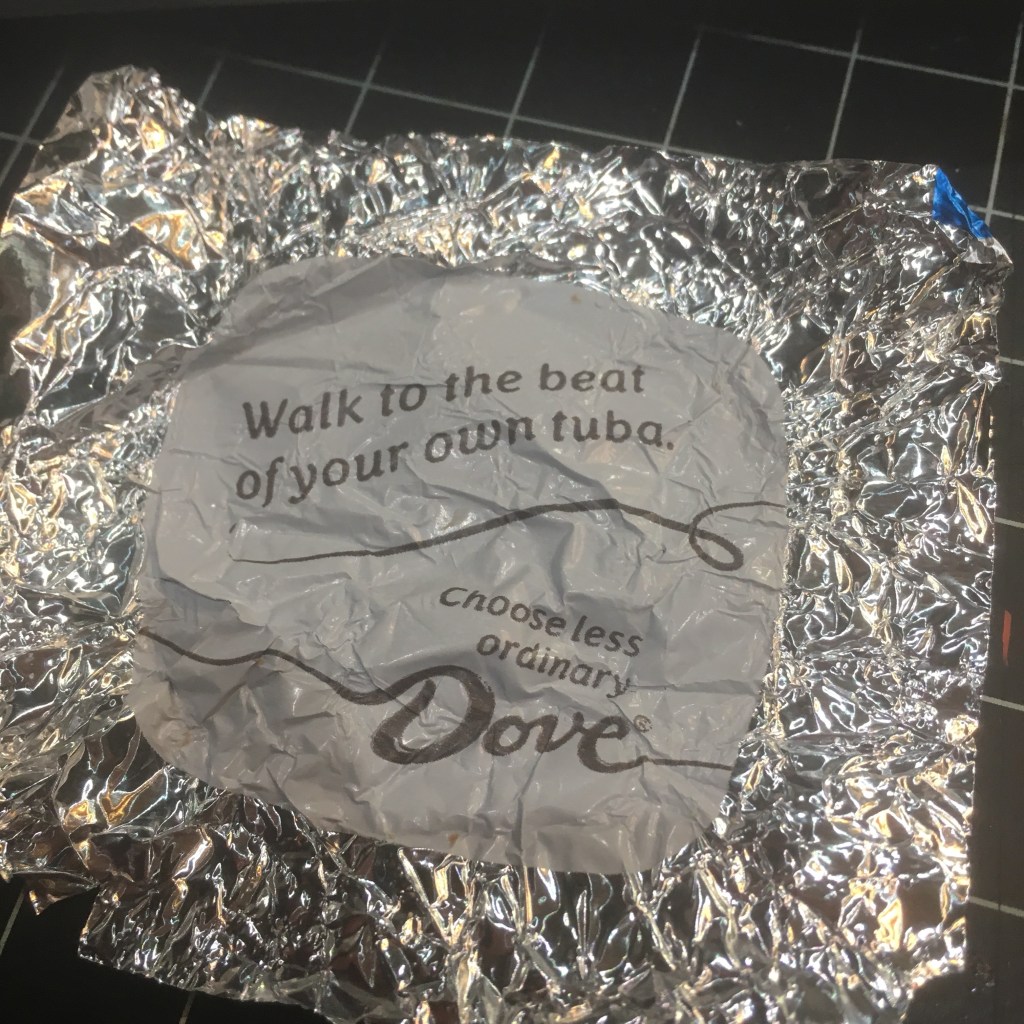 Walk to the beat
of your own tuba.
choose less
ordinary
Dove®